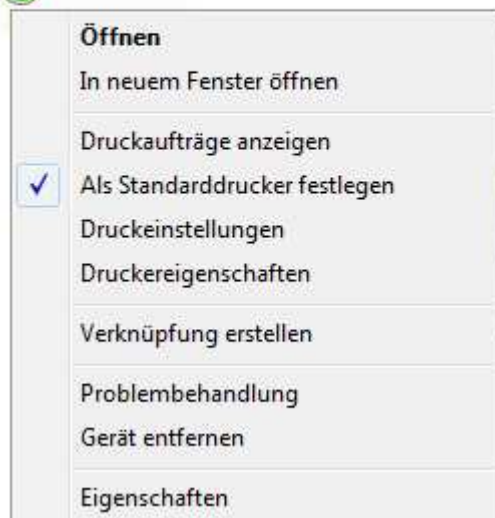 Öffnen
In neuem Fenster öffnen
Druckaufträge anzeigen
Als Standarddrucker festlegen
Druckeinstellungen
Druckereigenschaften
Verknüpfung erstellen
Problembehandlung
Gerät entfernen
Eigenschaften